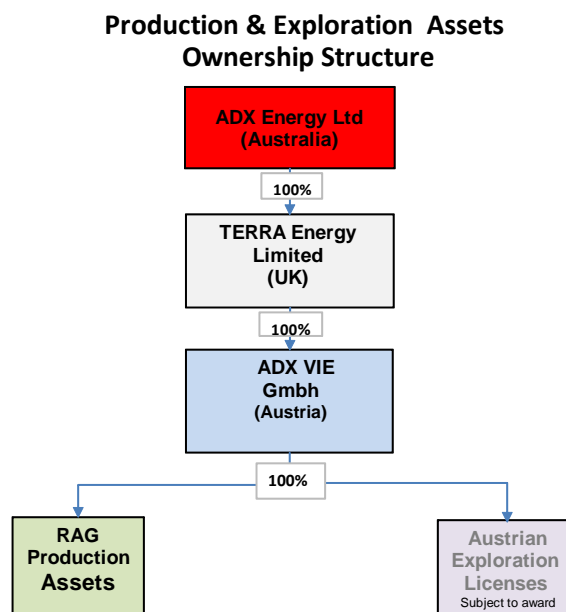 Production & Exploration Assets
Ownership Structure
ADX Energy Ltd
(Australia)
100%
TERRA Energy
Limited
(UK)
100%
ADX VIE
Gmbh
(Austria)
100%
RAG
Production
Assets
Austrian
Exploration
Licenses
Subject to award